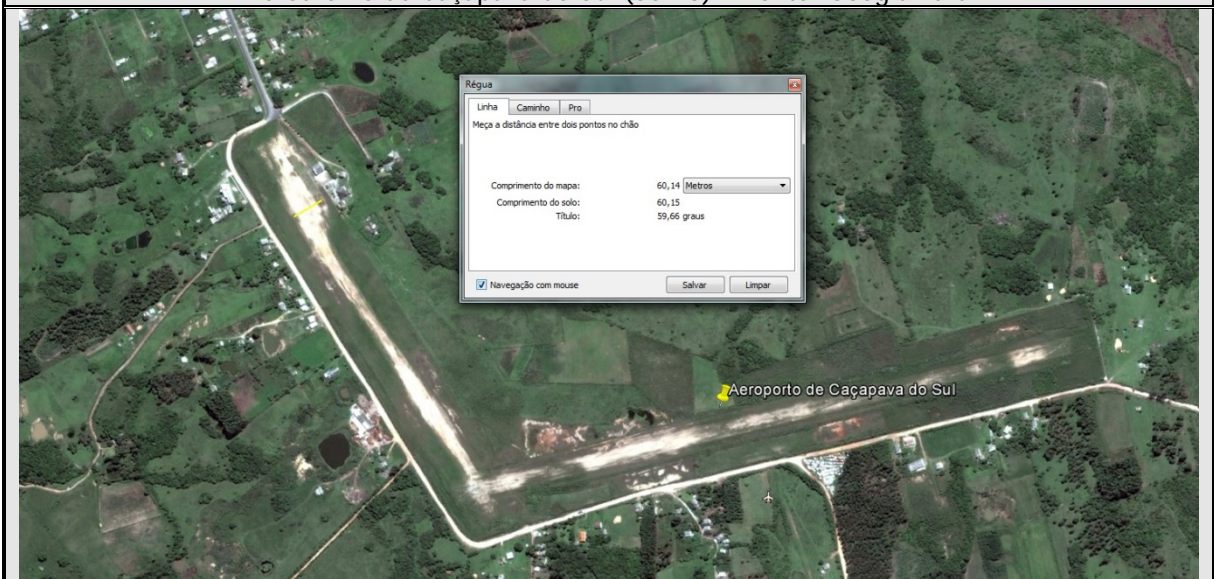 Régua
Linha Caminho Pro
Meça a distância entre dois pontos no chão
Comprimento do mapa: 60,14 Metros
Comprimento do solo: 60,15
Título: 59,66 graus
Navegação com mouse Salvar Limpar
Aeroporto de Caçapava do Sul